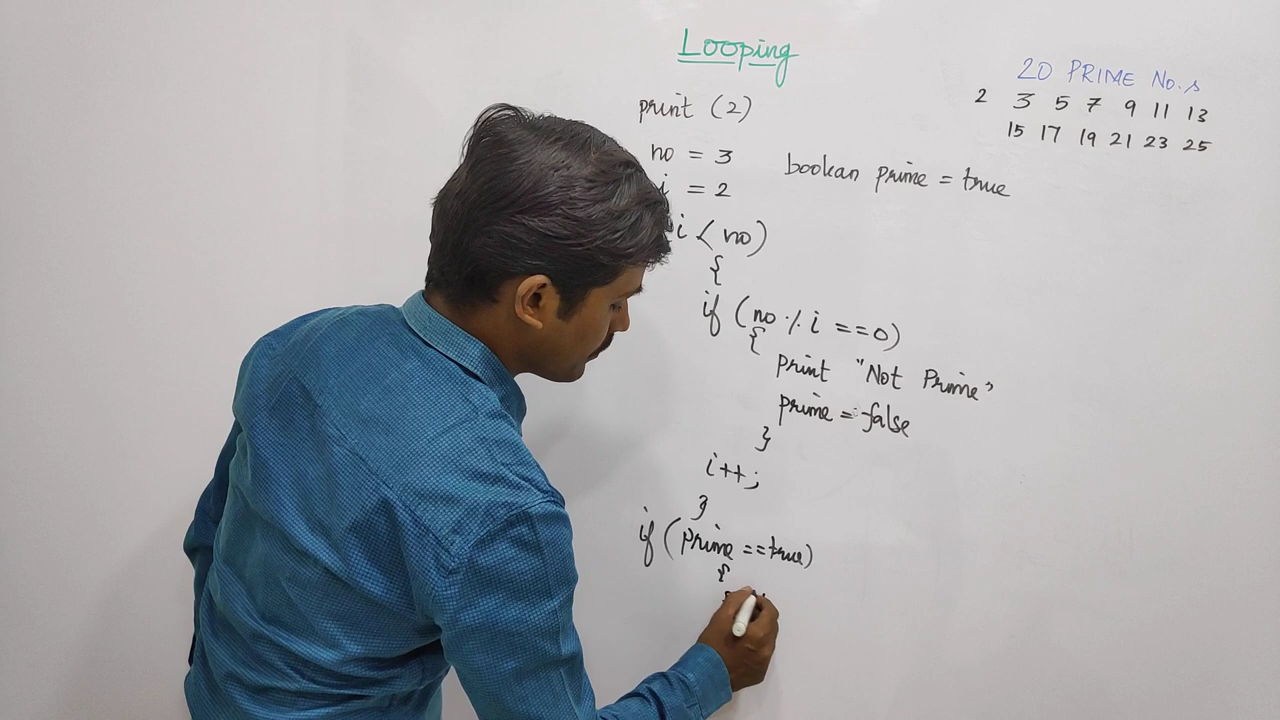 Looping
20 PRIME No.s
2 3 5 7 9 11 13
15 17 19 21 23 25
print (2)
no = 3
boolean prime = true
i = 2
i < no)
{
if (no % i == 0)
{
print "Not Prime"
prime = false
}
i++;
}
if (prime == true)
{